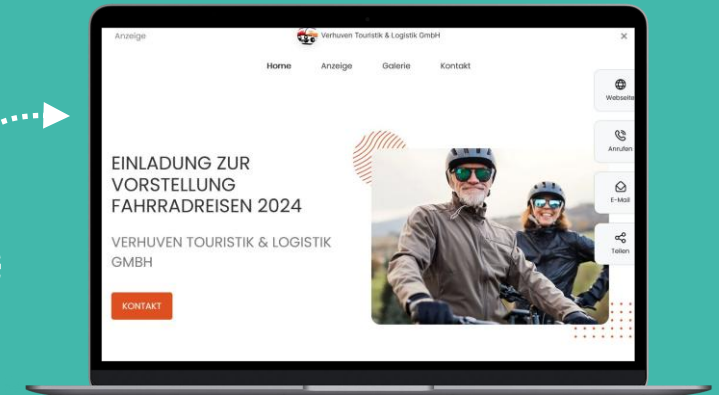 Anzeige
Verhuven Touristik & Logistik GmbH
×
Home Anzeige Galerie Kontakt
Webseite
Anrufen
E-Mail
Teilen
EINLADUNG ZUR
VORSTELLUNG
FAHRRADREISEN 2024
VERHUVEN TOURISTIK & LOGISTIK
GMBH
KONTAKT